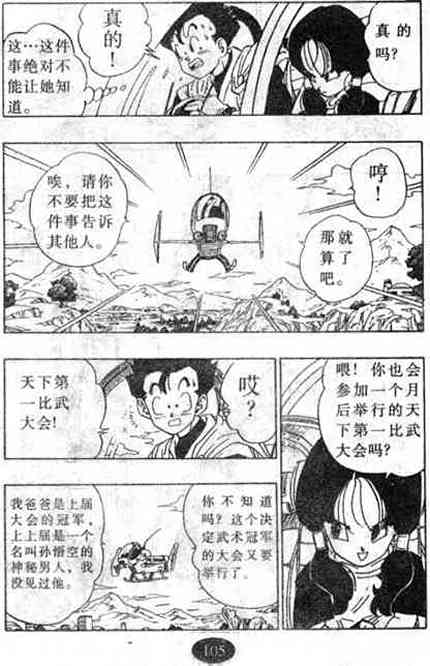 真的
吗?
真
的
!
这…这件
事绝对不
能让她知
道。
哼
!
那就
算了
吧。
唉，请你
不要把这
件事告诉
其他人。
喂! 你也会
参加一个月
后举行的天
下第一比武
大会吗?
哎
?
天下第
一比武
大会!
你不知道
吗? 这个决
定武术冠军
的大会又要
举行了。
我爸爸是上届
大会的冠军，
上上届是一个
名叫孙悟空的
神秘男人，我
没见过他。
105